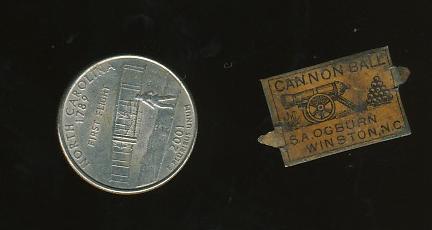 NORTH CAROLINA
1789
FIRST FLIGHT
2001
CANNON BALL
S.A. OGBURN
WINSTON, N.C.